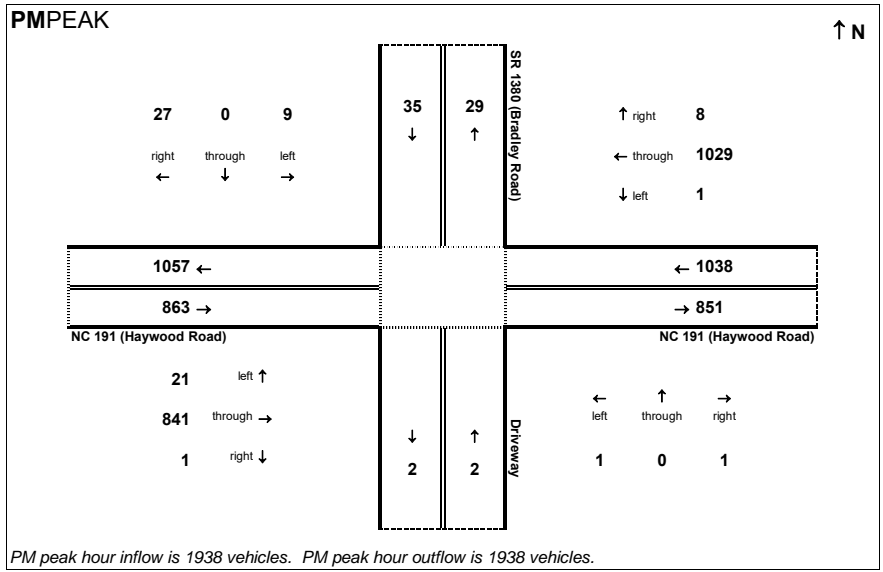 PMPEAK
↑ N
27 0 9
right through left
← ↓ →
35 29
↓ ↑
SR 1380 (Bradley Road)
↑ right 8
← through 1029
↓ left 1
1057 ←
← 1038
863 →
→ 851
NC 191 (Haywood Road)
NC 191 (Haywood Road)
21 left ↑
841 through →
1 right ↓
↓ ↑
2 2
Driveway
← ↑ →
left through right
1 0 1
PM peak hour inflow is 1938 vehicles. PM peak hour outflow is 1938 vehicles.